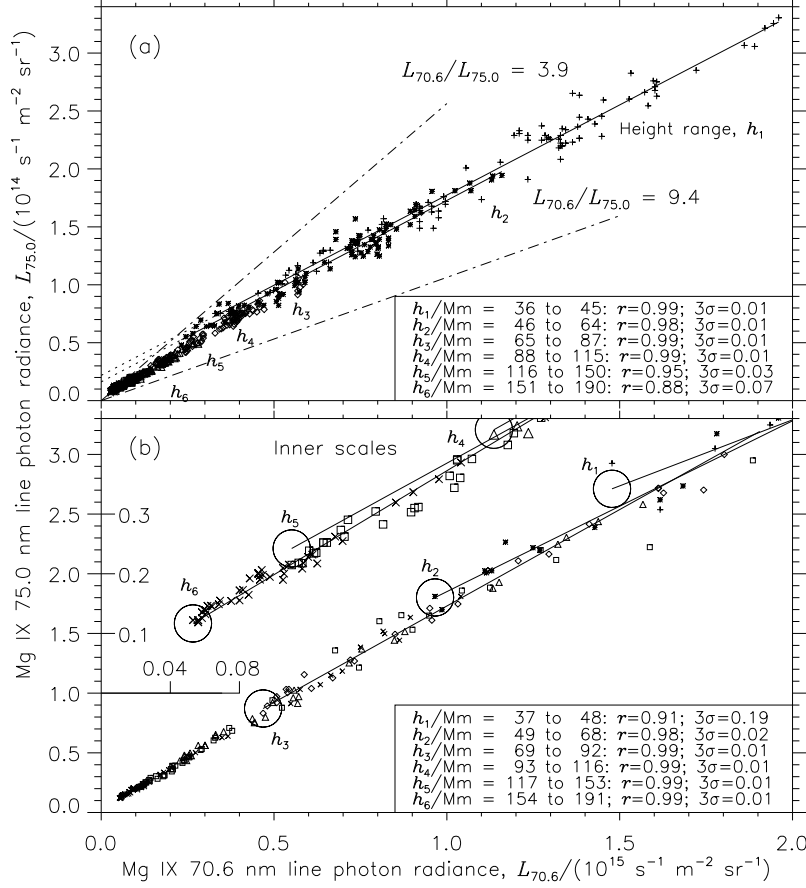 (a)
L70.6/L75.0 = 3.9
Height range, h1
L70.6/L75.0 = 9.4
h2
h3
h4
h5
h6
h1/Mm = 36 to 45: r=0.99; 3σ=0.01
h2/Mm = 46 to 64: r=0.98; 3σ=0.01
h3/Mm = 65 to 87: r=0.99; 3σ=0.01
h4/Mm = 88 to 115: r=0.99; 3σ=0.01
h5/Mm = 116 to 150: r=0.95; 3σ=0.03
h6/Mm = 151 to 190: r=0.88; 3σ=0.07
3.0
2.5
2.0
1.5
1.0
0.5
0.0
Mg IX 75.0 nm line photon radiance, L75.0/(10^14 s^−1 m^−2 sr^−1)
(b)
Inner scales
h4
h1
h5
h2
h6
h3
0.3
0.2
0.1
0.04
0.08
h1/Mm = 37 to 48: r=0.91; 3σ=0.19
h2/Mm = 49 to 68: r=0.98; 3σ=0.02
h3/Mm = 69 to 92: r=0.99; 3σ=0.01
h4/Mm = 93 to 116: r=0.99; 3σ=0.01
h5/Mm = 117 to 153: r=0.99; 3σ=0.01
h6/Mm = 154 to 191: r=0.99; 3σ=0.01
3.0
2.5
2.0
1.5
1.0
0.5
0.0
0.0 0.5 1.0 1.5 2.0
Mg IX 70.6 nm line photon radiance, L70.6/(10^15 s^−1 m^−2 sr^−1)